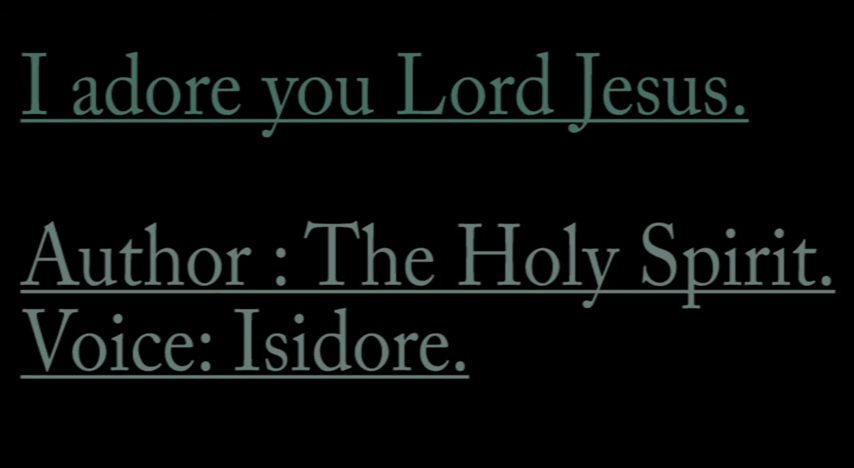 I adore you Lord Jesus.
Author : The Holy Spirit.
Voice: Isidore.